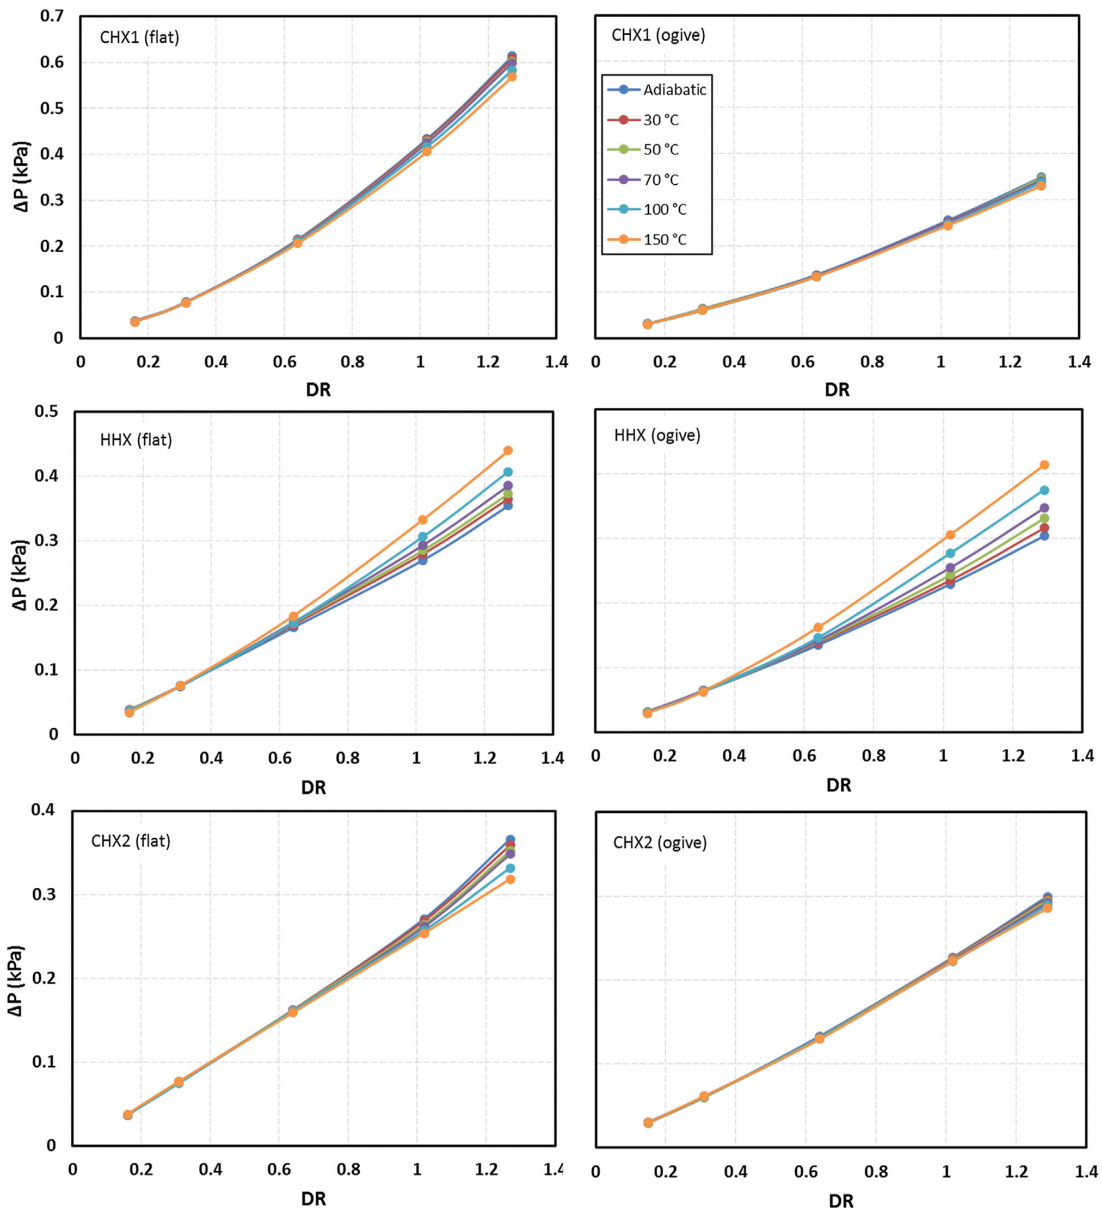 CHX1 (flat)
ΔP (kPa)
0.7
0.6
0.5
0.4
0.3
0.2
0.1
0
0 0.2 0.4 0.6 0.8 1 1.2 1.4
DR
CHX1 (ogive)
Adiabatic
30 °C
50 °C
70 °C
100 °C
150 °C
0 0.2 0.4 0.6 0.8 1 1.2 1.4
DR
HHX (flat)
ΔP (kPa)
0.5
0.4
0.3
0.2
0.1
0
0 0.2 0.4 0.6 0.8 1 1.2 1.4
DR
HHX (ogive)
0 0.2 0.4 0.6 0.8 1 1.2 1.4
DR
CHX2 (flat)
ΔP (kPa)
0.4
0.3
0.2
0.1
0
0 0.2 0.4 0.6 0.8 1 1.2 1.4
DR
CHX2 (ogive)
0 0.2 0.4 0.6 0.8 1 1.2 1.4
DR